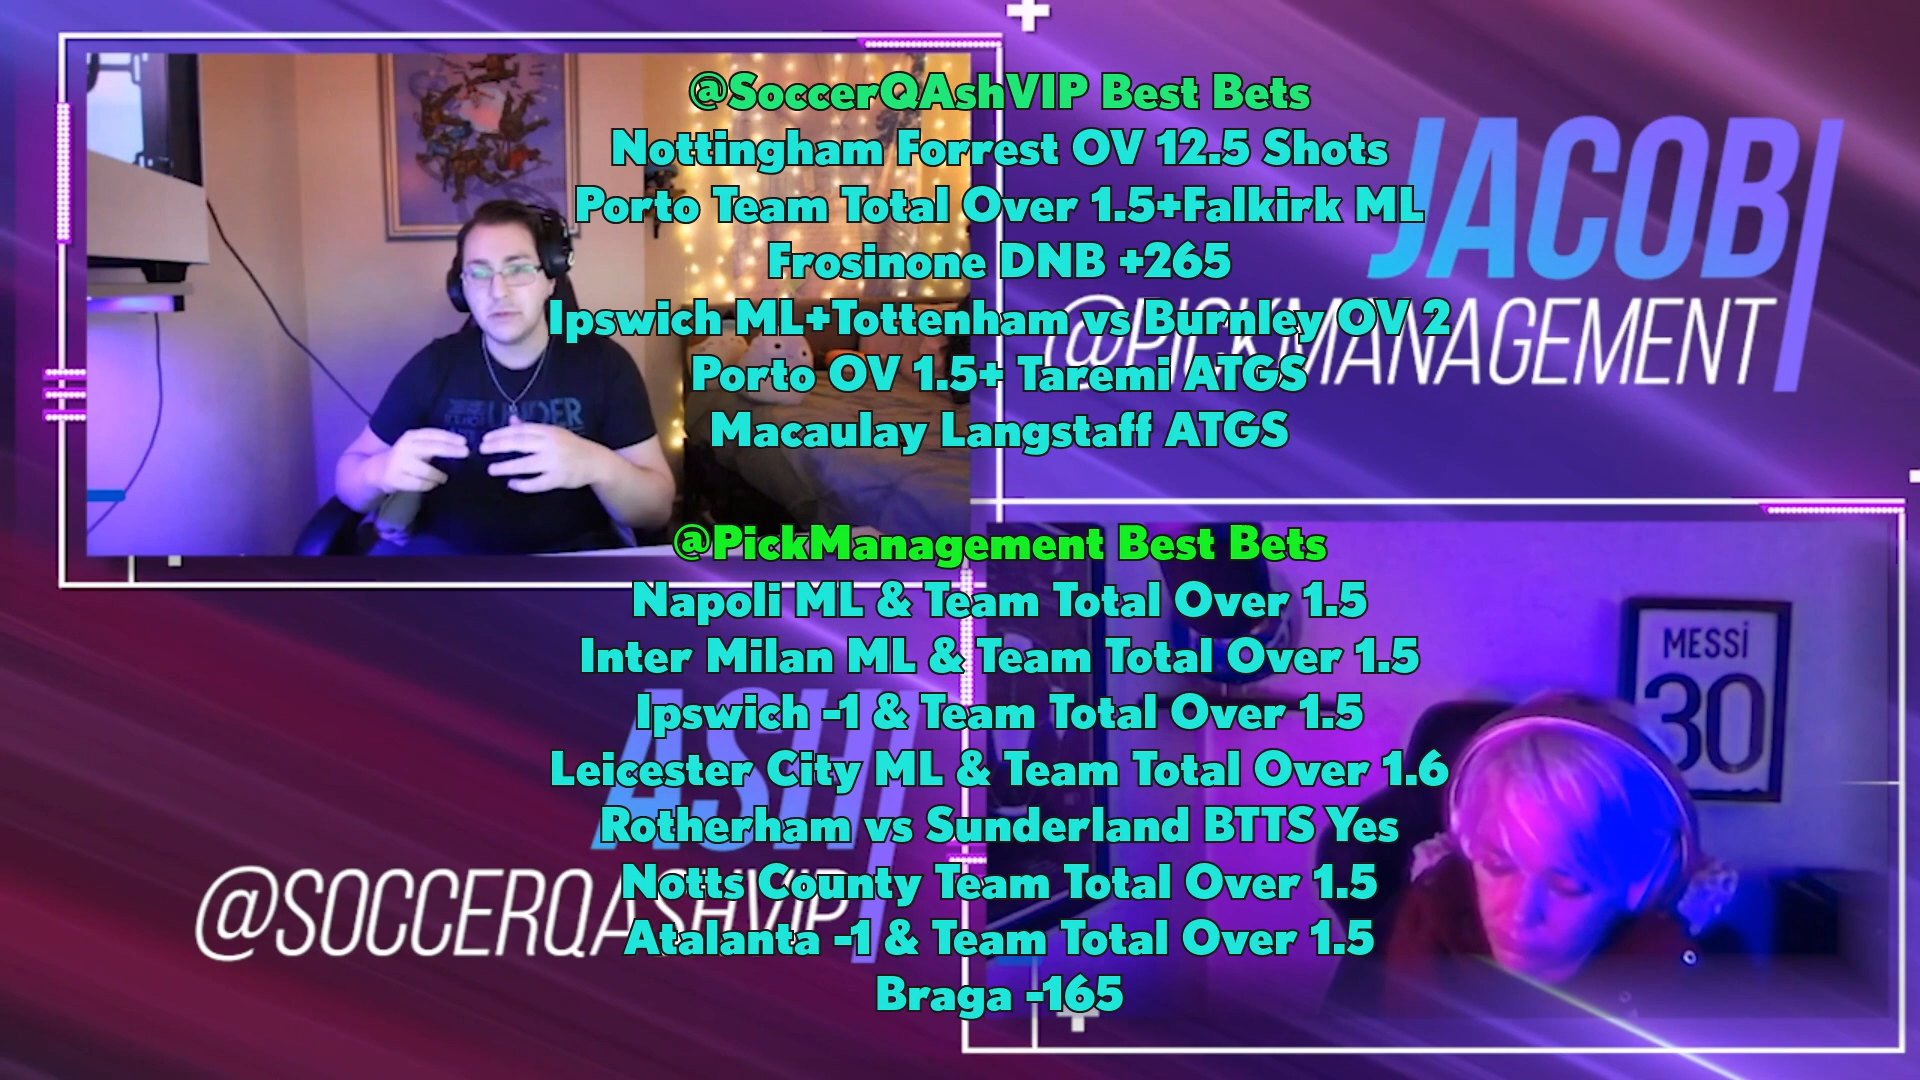 @SoccerQAshVIP Best Bets
Nottingham Forrest OV 12.5 Shots
Porto Team Total Over 1.5+Falkirk ML
Frosinone DNB +265
Ipswich ML+Tottenham vs Burnley OV 2
Porto OV 1.5+ Taremi ATGS
Macaulay Langstaff ATGS
JACOB
@PICKMANAGEMENT
UNDER
@PickManagement Best Bets
Napoli ML & Team Total Over 1.5
Inter Milan ML & Team Total Over 1.5
Ipswich -1 & Team Total Over 1.5
Leicester City ML & Team Total Over 1.6
Rotherham vs Sunderland BTTS Yes
Notts County Team Total Over 1.5
Atalanta -1 & Team Total Over 1.5
Braga -165
ASH
@SOCCERQASHVIP
MESSİ
30